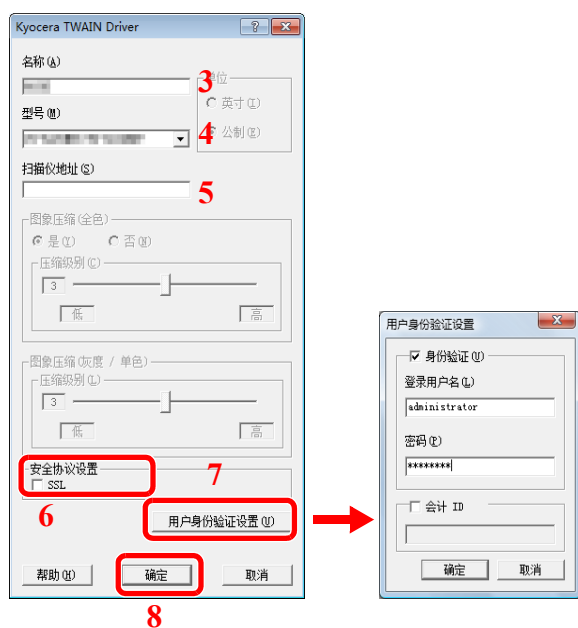 Kyocera TWAIN Driver
名称(A)
3
单位
英寸(I)
型号(M)
4
公制(E)
扫描仪地址(S)
5
图象压缩(全色)
是(Y) 否(N)
压缩级别(C)
3
低 高
图象压缩(灰度 / 单色)
压缩级别(L)
3
低 高
安全协议设置
SSL
6
7
用户身份验证设置(U)
帮助(H) 确定 取消
8
用户身份验证设置
身份验证(U)
登录用户名(L)
administrator
密码(P)
********
会计 ID
确定 取消